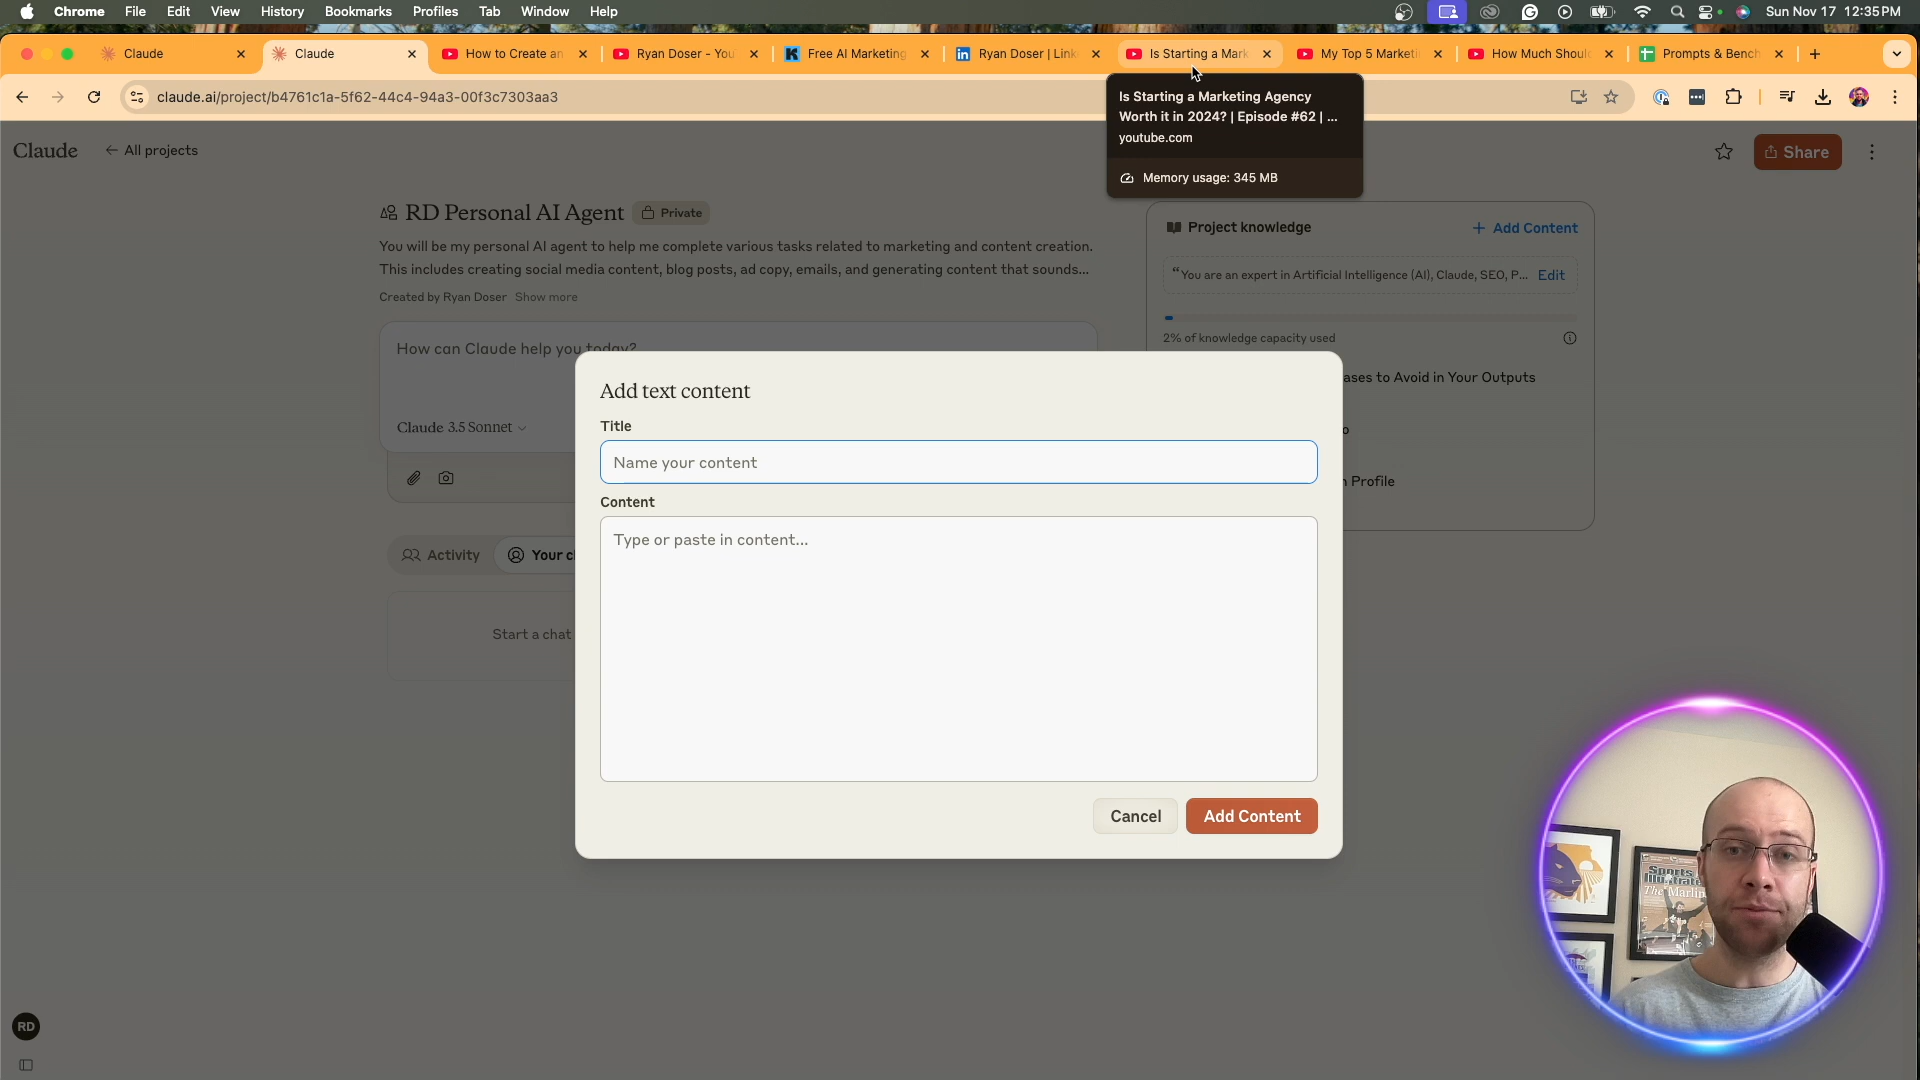 Chrome File Edit View History Bookmarks Profiles Tab Window Help Sun Nov 17 12:35 PM
Claude Claude How to Create an Ryan Doser - You Free AI Marketing Ryan Doser | Link Is Starting a Mark My Top 5 Marketi How Much Shoul Prompts & Bench
claude.ai/project/b4761c1a-5f62-44c4-94a3-00f3c7303aa3
Is Starting a Marketing Agency
Worth it in 2024? | Episode #62 | ...
youtube.com
Memory usage: 345 MB
Claude All projects Share
RD Personal AI Agent Private
You will be my personal AI agent to help me complete various tasks related to marketing and content creation.
This includes creating social media content, blog posts, ad copy, emails, and generating content that sounds...
Created by Ryan Doser Show more
Project knowledge Add Content
“You are an expert in Artificial Intelligence (AI), Claude, SEO, P... Edit
2% of knowledge capacity used
How can Claude help you today?
Claude 3.5 Sonnet
ases to Avoid in Your Outputs
o
n Profile
Activity Your c
Start a chat
Add text content
Title
Name your content
Content
Type or paste in content...
Cancel Add Content
Sports
Illustrate
The Marlin
RD